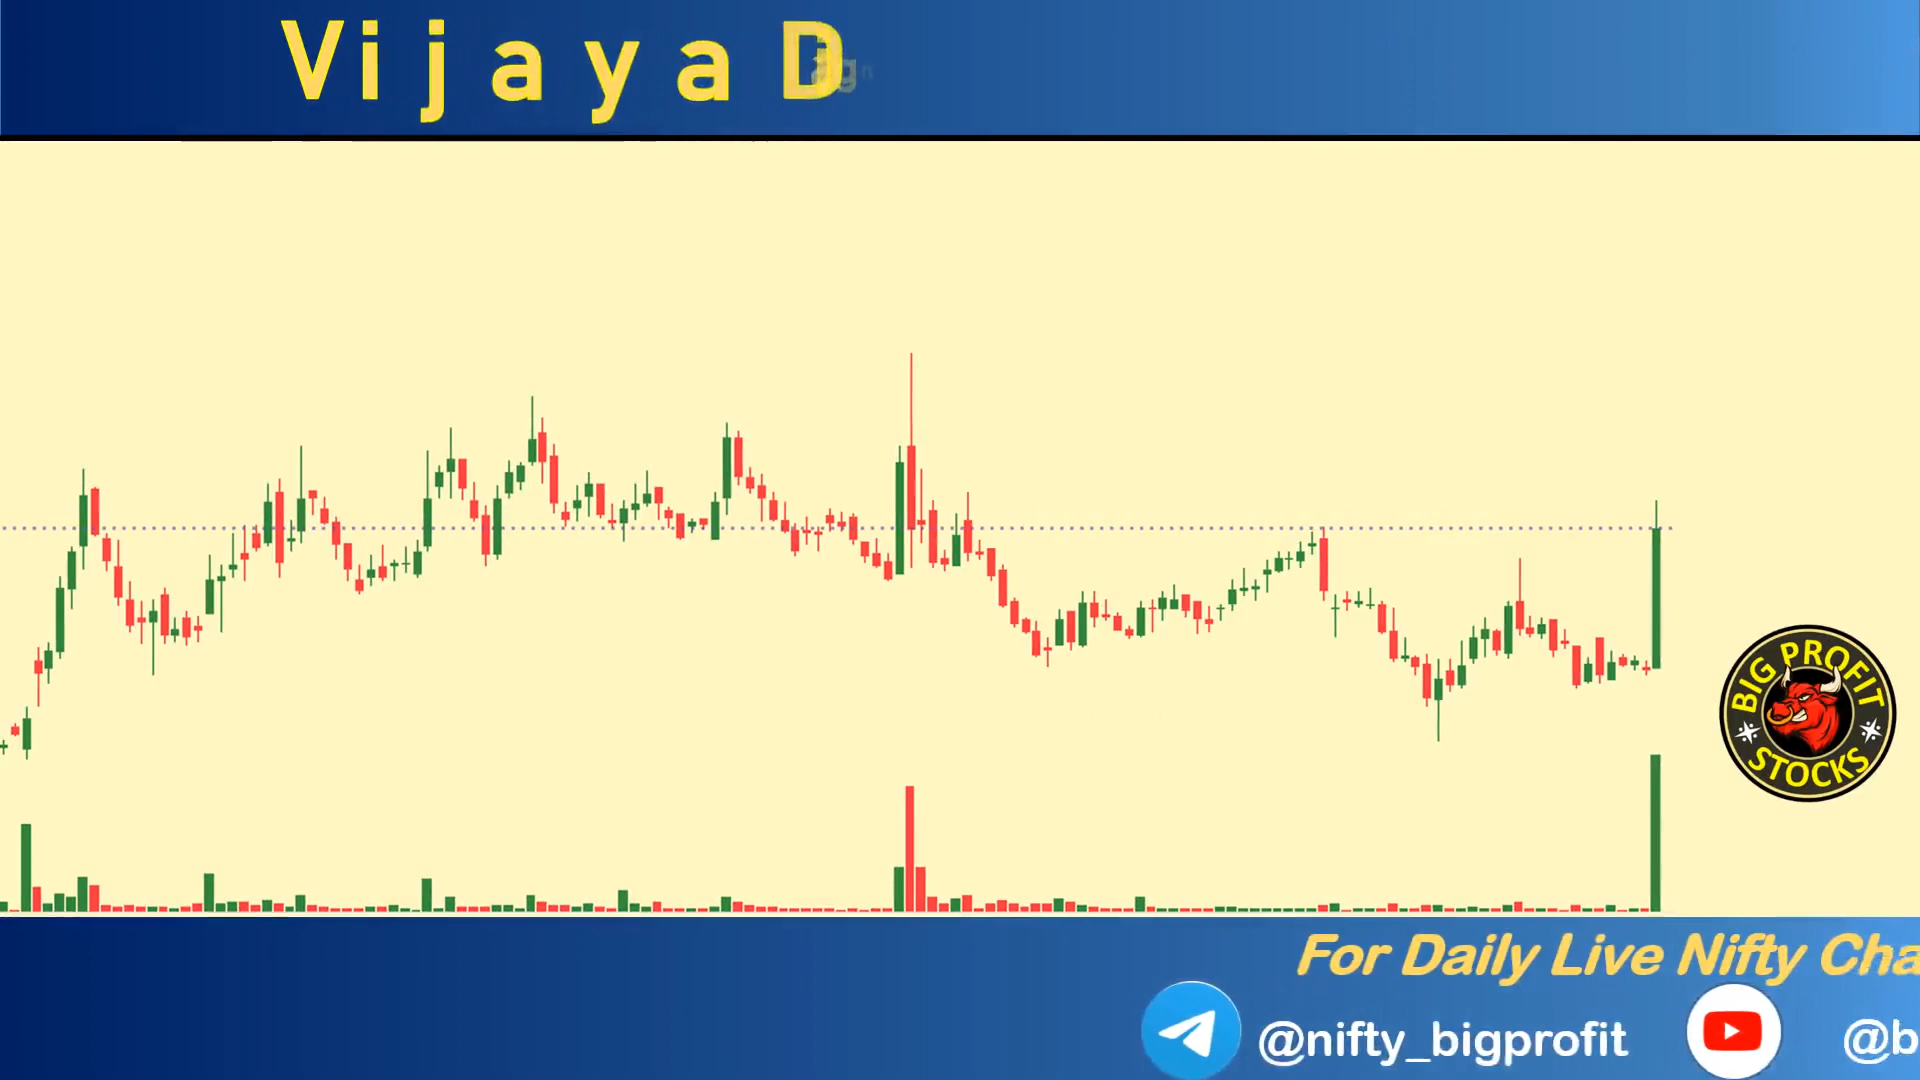 Vijaya D
BIG PROFIT
STOCKS
For Daily Live Nifty Cha
@nifty_bigprofit
@b